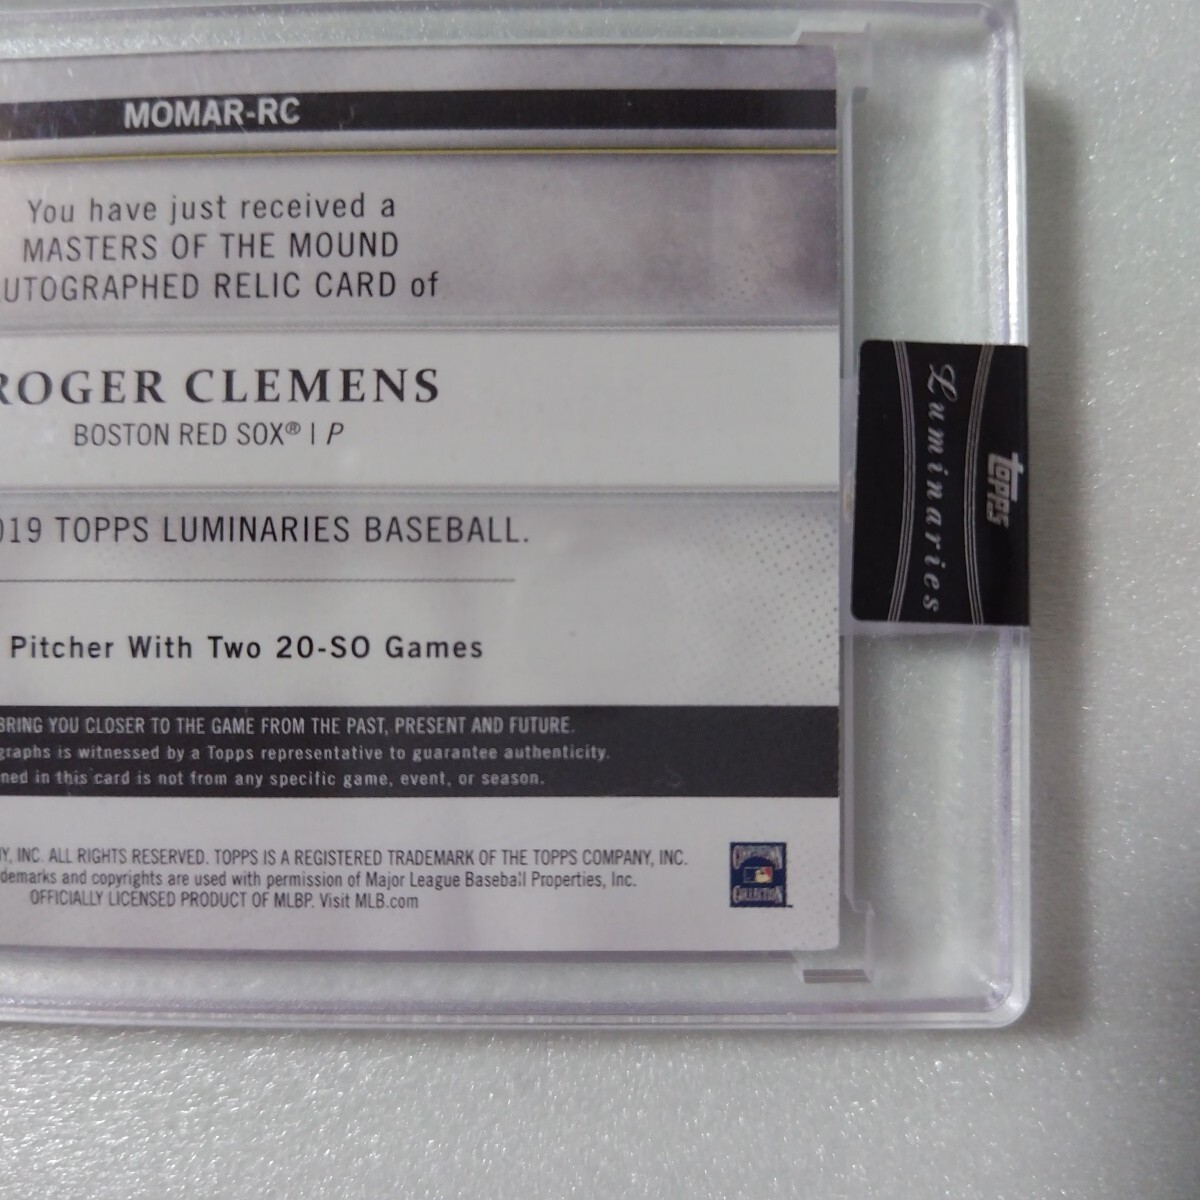 MOMAR-RC
You have just received a
MASTERS OF THE MOUND
UTOGRAPHED RELIC CARD of
ROGER CLEMENS
BOSTON RED SOX® | P
019 TOPPS LUMINARIES BASEBALL.
Pitcher With Two 20-SO Games
BRING YOU CLOSER TO THE GAME FROM THE PAST, PRESENT AND FUTURE.
graphs is witnessed by a Topps representative to guarantee authenticity.
ned in this card is not from any specific game, event, or season.
Y, INC. ALL RIGHTS RESERVED. TOPPS IS A REGISTERED TRADEMARK OF THE TOPPS COMPANY, INC.
demarks and copyrights are used with permission of Major League Baseball Properties, Inc.
OFFICIALLY LICENSED PRODUCT OF MLBP. Visit MLB.com
COOPERSTOWN
COLLECTION
topps
Luminaries